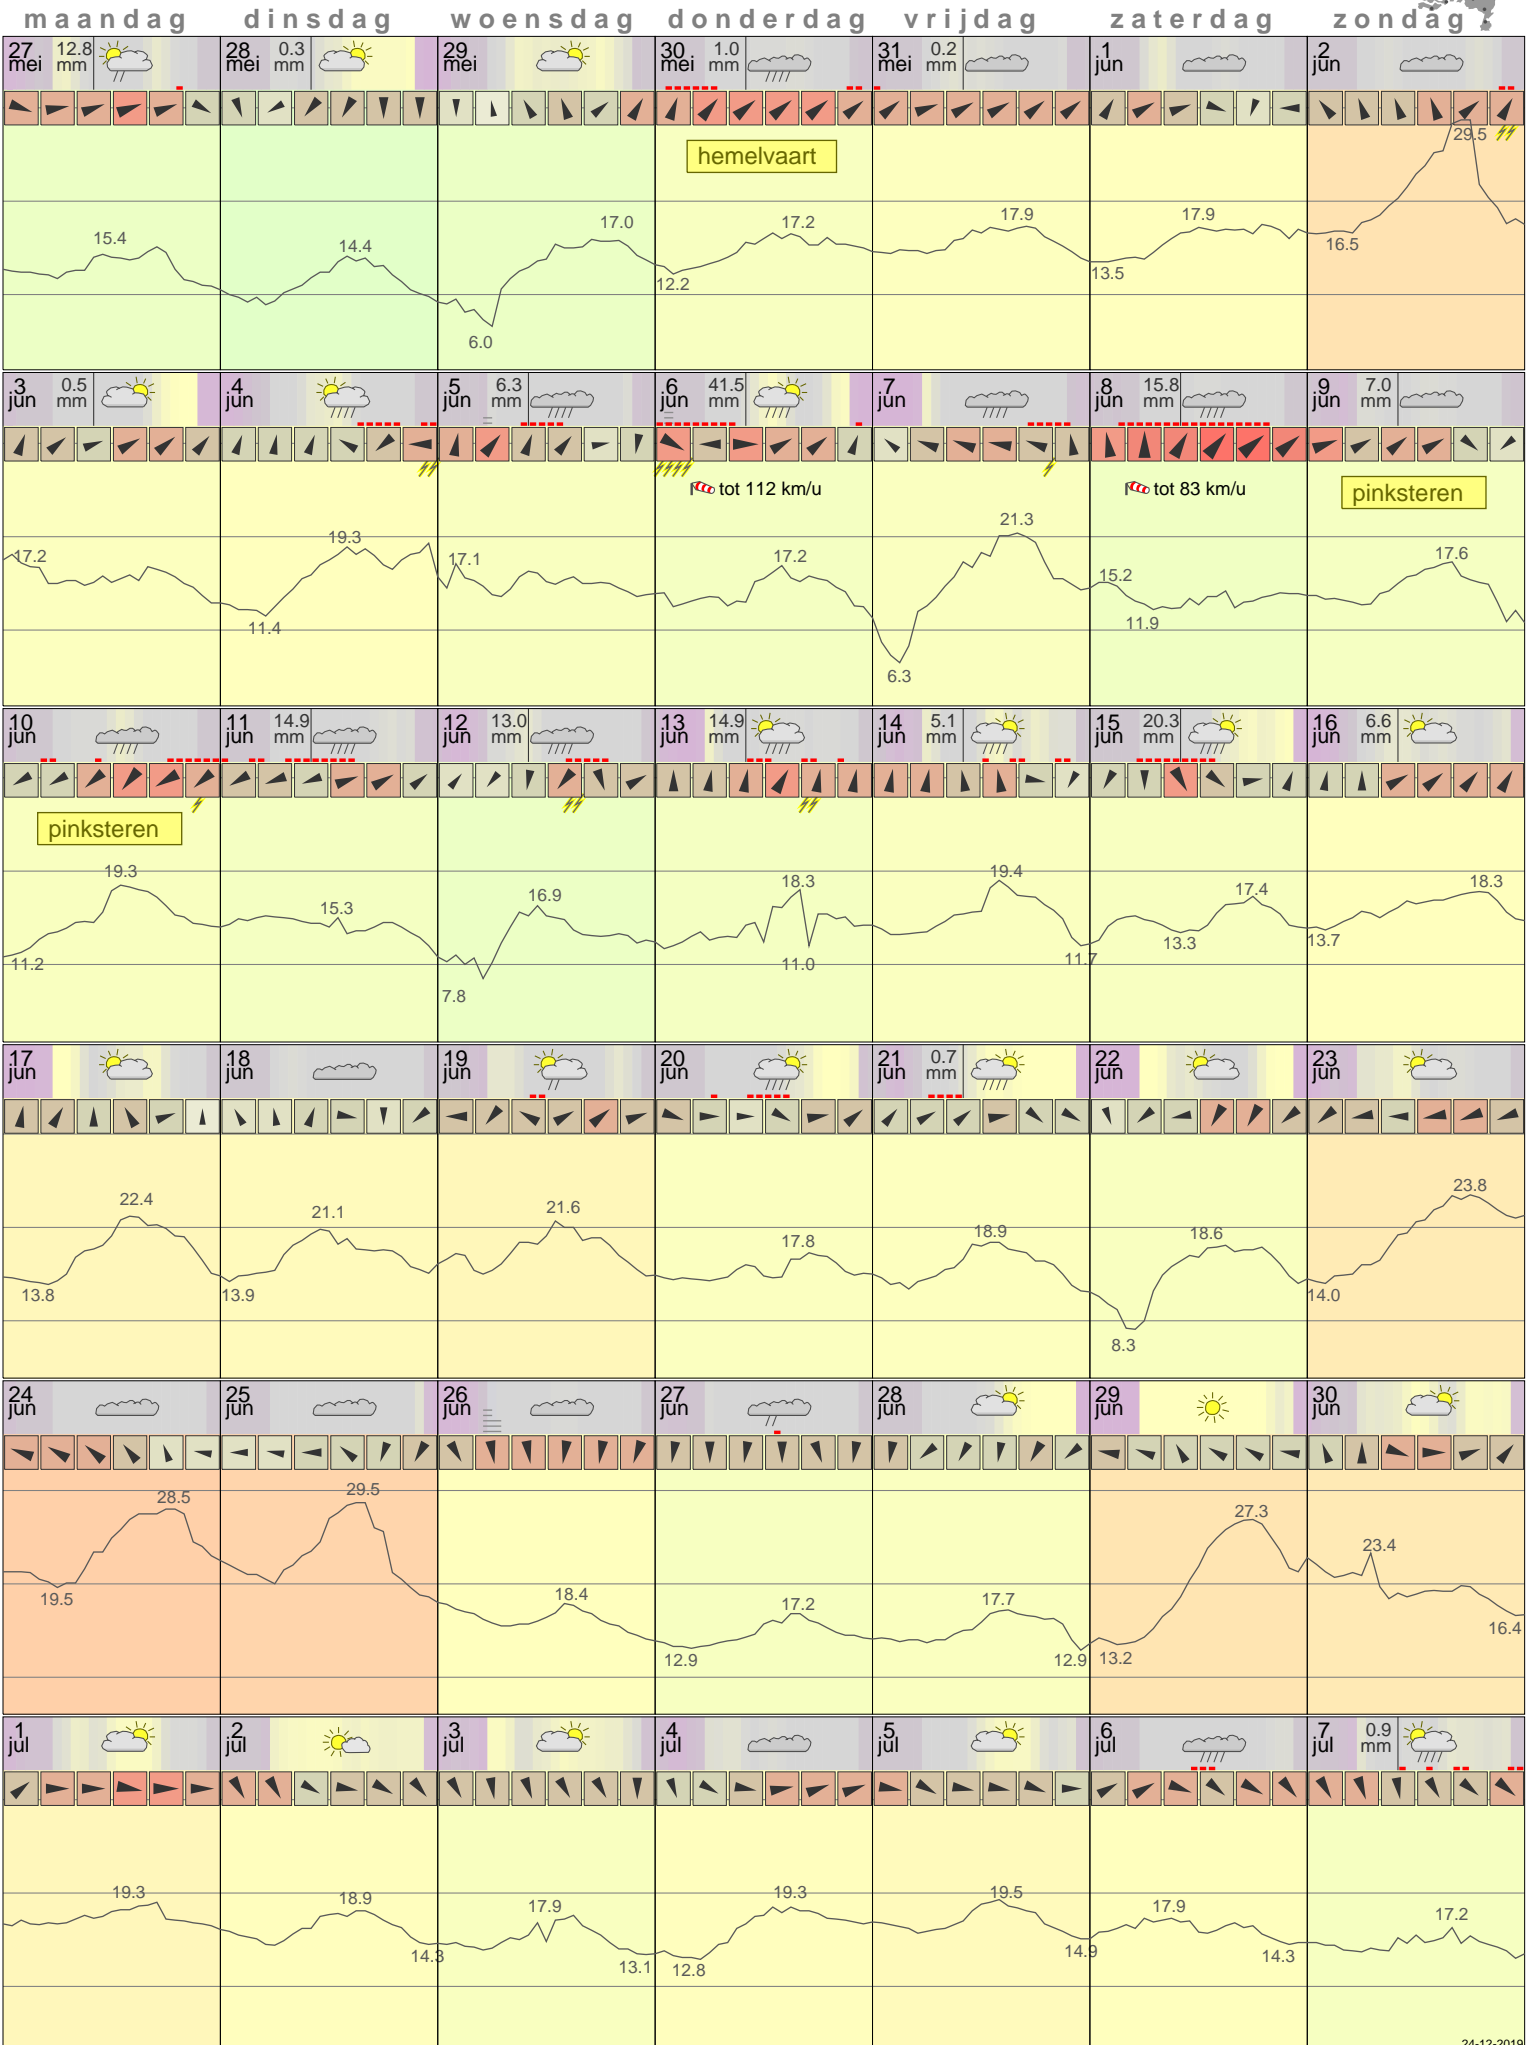 maandag dinsdag woensdag donderdag vrijdag zaterdag zondag
27 mei 12.8 mm 28 mei 0.3 mm 29 mei 30 mei 1.0 mm 31 mei 0.2 mm 1 jun 2 jun
hemelvaart
15.4 14.4 17.0 17.2 17.9 17.9 29.5
6.0 12.2 13.5 16.5
3 jun 0.5 mm 4 jun 5 jun 6.3 mm 6 jun 41.5 mm 7 jun 8 jun 15.8 mm 9 jun 7.0 mm
tot 112 km/u tot 83 km/u pinksteren
17.2 19.3 17.1 17.2 21.3 15.2 17.6
11.4 6.3 11.9
10 jun 11 jun 14.9 mm 12 jun 13.0 mm 13 jun 14.9 mm 14 jun 5.1 mm 15 jun 20.3 mm 16 jun 6.6 mm
pinksteren
19.3 15.3 16.9 18.3 19.4 17.4 18.3
11.2 7.8 11.0 11.7 13.3 13.7
17 jun 18 jun 19 jun 20 jun 21 jun 0.7 mm 22 jun 23 jun
22.4 21.1 21.6 17.8 18.9 18.6 23.8
13.8 13.9 8.3 14.0
24 jun 25 jun 26 jun 27 jun 28 jun 29 jun 30 jun
28.5 29.5 18.4 17.2 17.7 27.3 23.4
19.5 12.9 12.9 13.2 16.4
1 jul 2 jul 3 jul 4 jul 5 jul 6 jul 7 jul 0.9 mm
19.3 18.9 17.9 19.3 19.5 17.9 17.2
14.3 13.1 12.8 14.9 14.3
24-12-2019